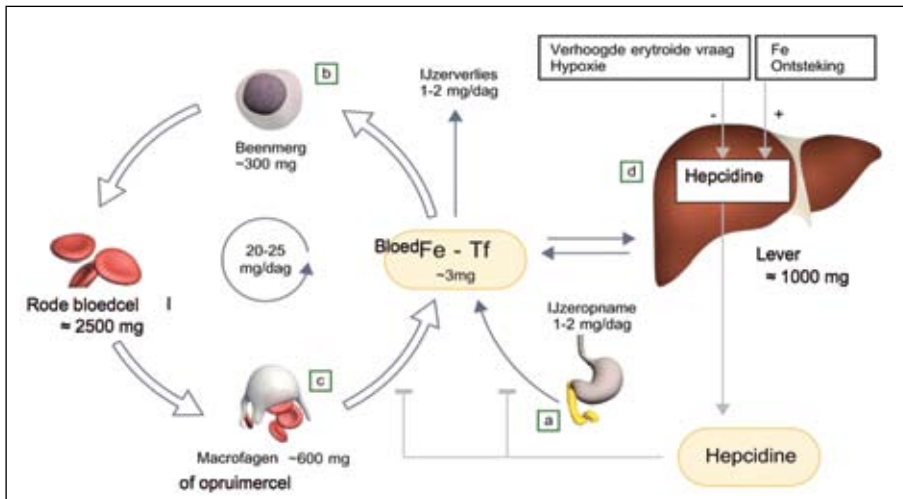 Verhoogde erytroide vraag
Hypoxie
Fe
Ontsteking
-
+
b
IJzerverlies
1-2 mg/dag
Beenmerg
~300 mg
d
Hepcidine
20-25
mg/dag
Bloed Fe - Tf
~3mg
Lever
≈ 1000 mg
Rode bloedcel l
≈ 2500 mg
IJzeropname
1-2 mg/dag
c
a
Macrofagen ~600 mg
of opruimercel
Hepcidine